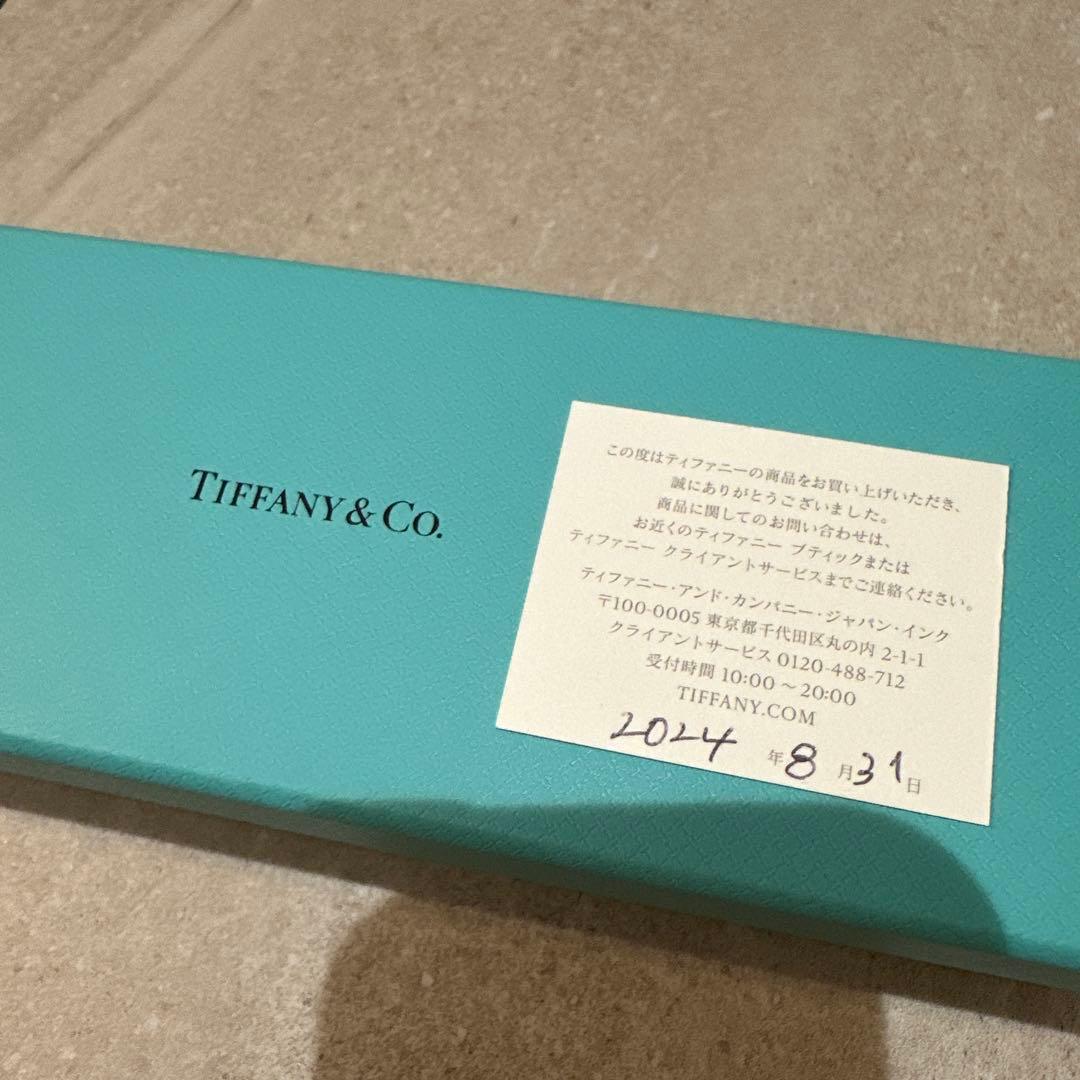 TIFFANY & CO.
この度はティファニーの商品をお買い上げいただき、
誠にありがとうございました。
商品に関してのお問い合わせは、
お近くのティファニー ブティックまたは
ティファニー クライアントサービスまでご連絡ください。
ティファニー・アンド・カンパニー・ジャパン・インク
〒100-0005 東京都千代田区丸の内 2-1-1
クライアントサービス 0120-488-712
受付時間 10:00 〜 20:00
TIFFANY.COM
2024 年 8 月 31 日